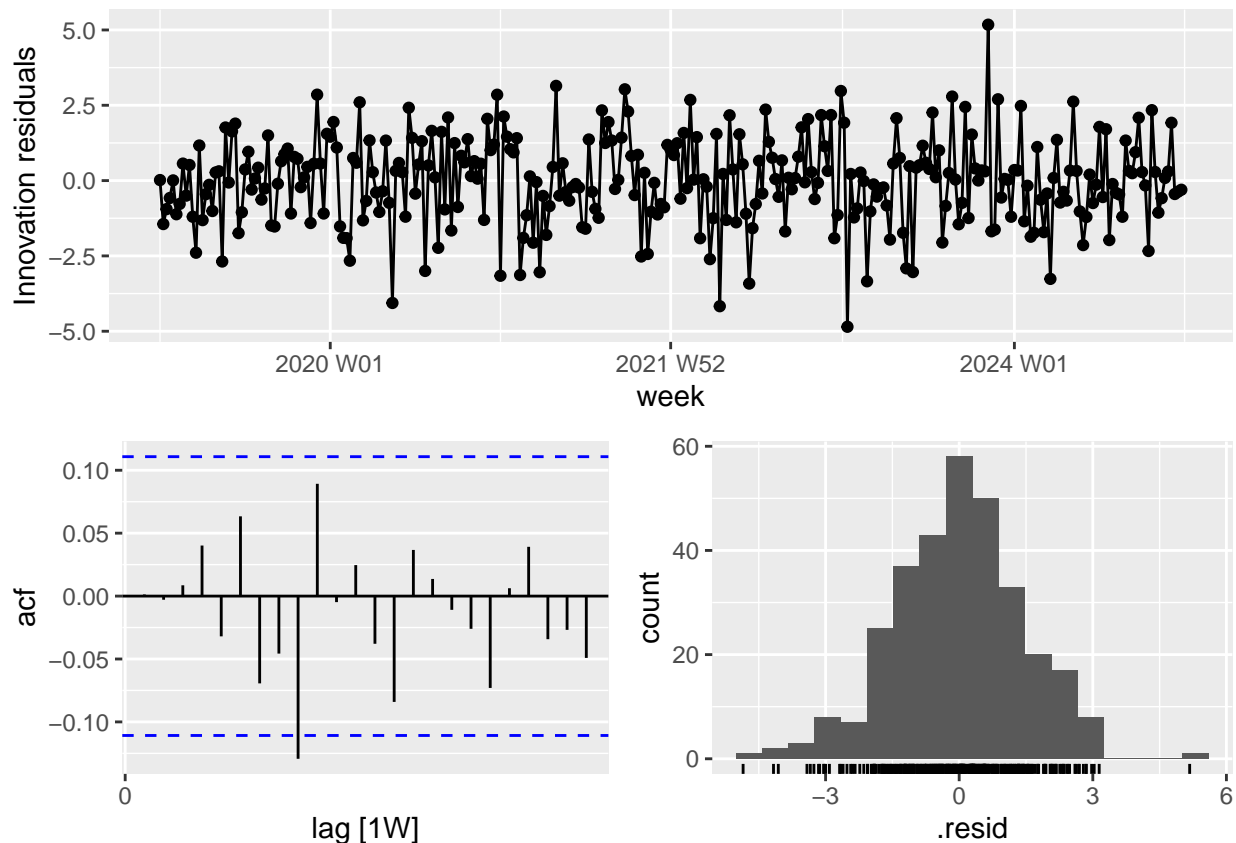 Innovation residuals
5.0
2.5
0.0
−2.5
−5.0
2020 W01
2021 W52
2024 W01
week
acf
0.10
0.05
0.00
−0.05
−0.10
0
lag [1W]
count
60
40
20
0
−3
0
3
6
.resid